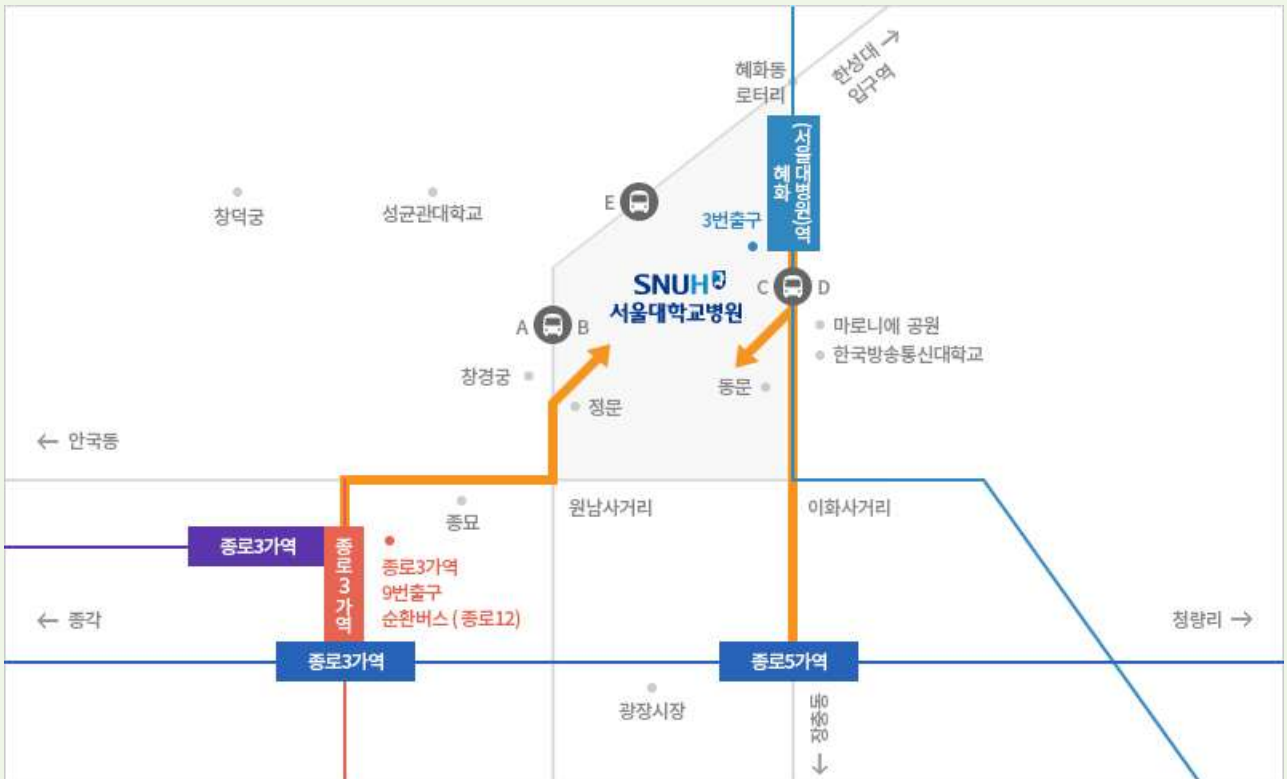 혜화동
로터리
한성대 →
입구역
(서울대병원)역
혜화
창덕궁
성균관대학교
E
3번출구
SNUH
서울대학교병원
C
D
A
B
마로니에 공원
한국방송통신대학교
창경궁
동문
정문
← 안국동
종묘
원남사거리
이화사거리
종로3가역
종로3가역
종로3가역
9번출구
순환버스 ( 종로12)
← 종각
청량리 →
종로3가역
종로5가역
광장시장
장충동
→